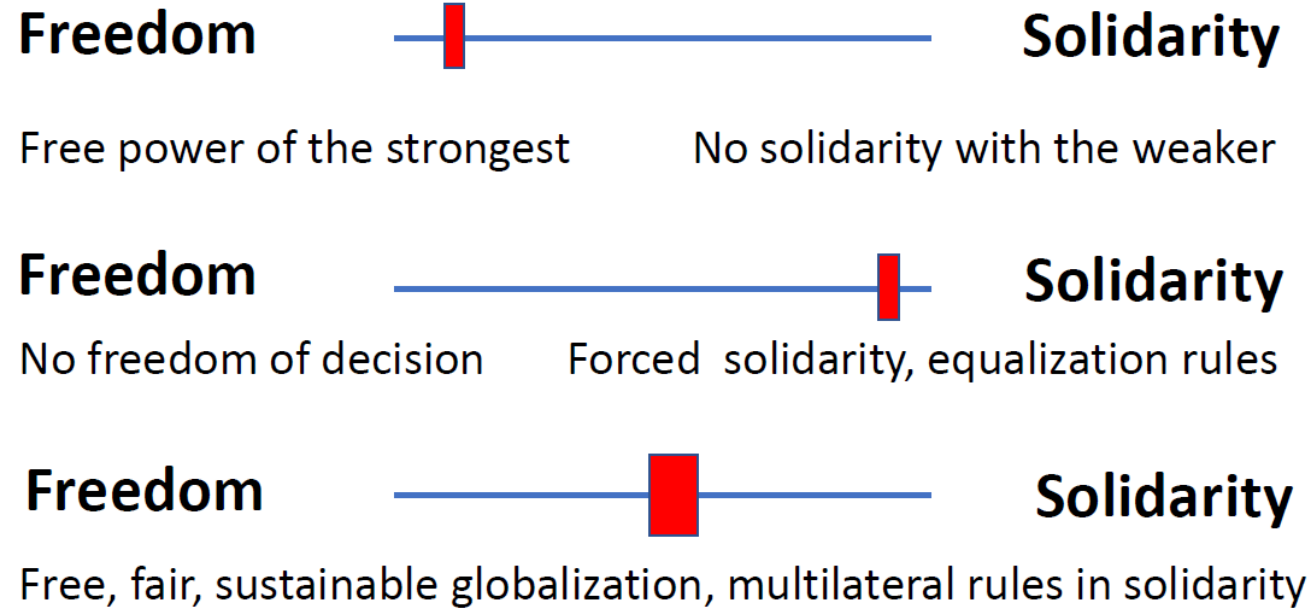 Freedom Solidarity
Free power of the strongest No solidarity with the weaker
Freedom Solidarity
No freedom of decision Forced solidarity, equalization rules
Freedom Solidarity
Free, fair, sustainable globalization, multilateral rules in solidarity